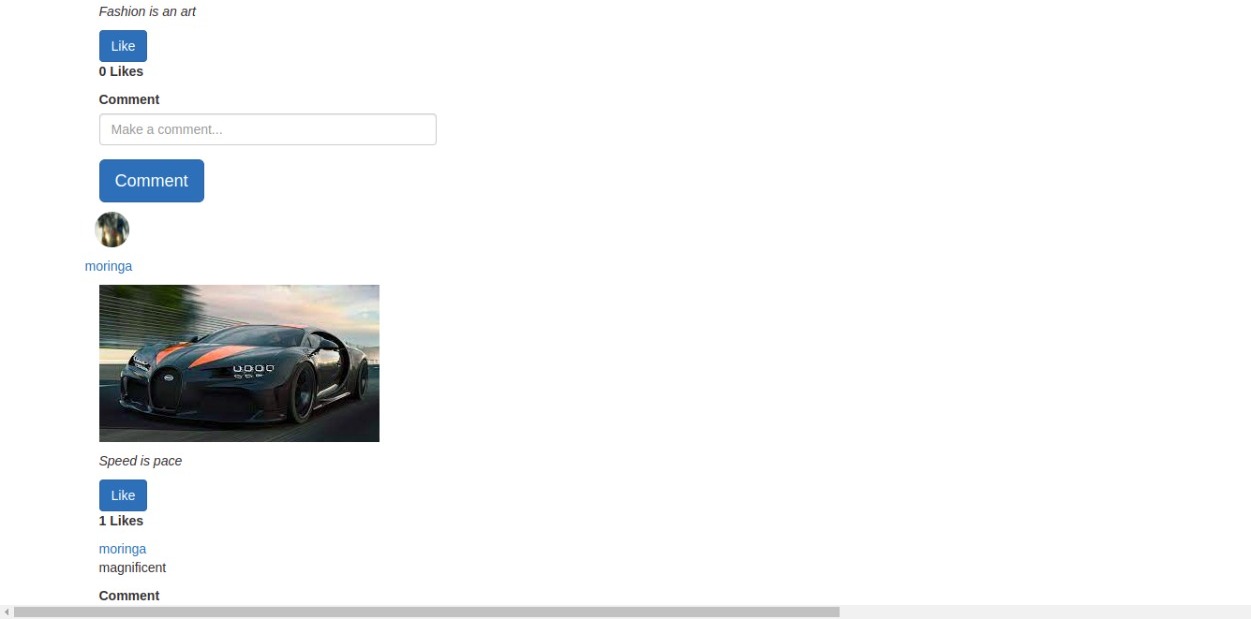 Fashion is an art
Like
0 Likes
Comment
Make a comment...
Comment
moringa
Speed is pace
Like
1 Likes
moringa
magnificent
Comment